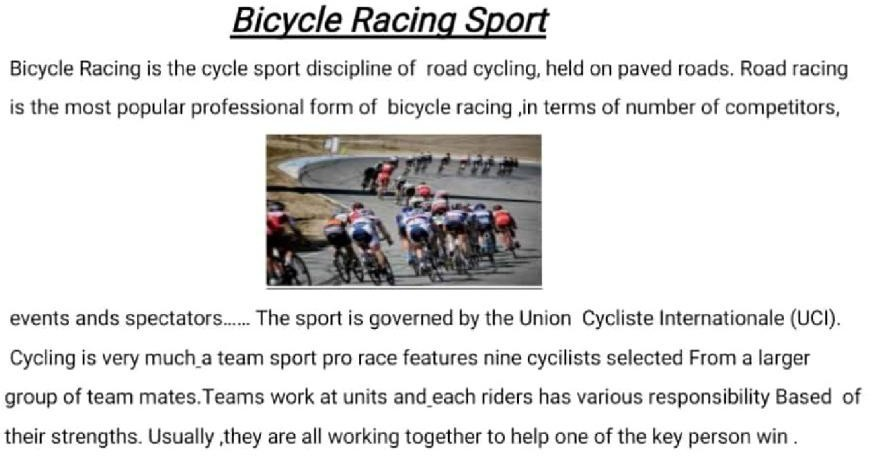 Bicycle Racing Sport
Bicycle Racing is the cycle sport discipline of road cycling, held on paved roads. Road racing
is the most popular professional form of bicycle racing ,in terms of number of competitors,
events ands spectators...... The sport is governed by the Union Cycliste Internationale (UCI).
Cycling is very much_a team sport pro race features nine cycilists selected From a larger
group of team mates.Teams work at units and_each riders has various responsibility Based of
their strengths. Usually ,they are all working together to help one of the key person win .